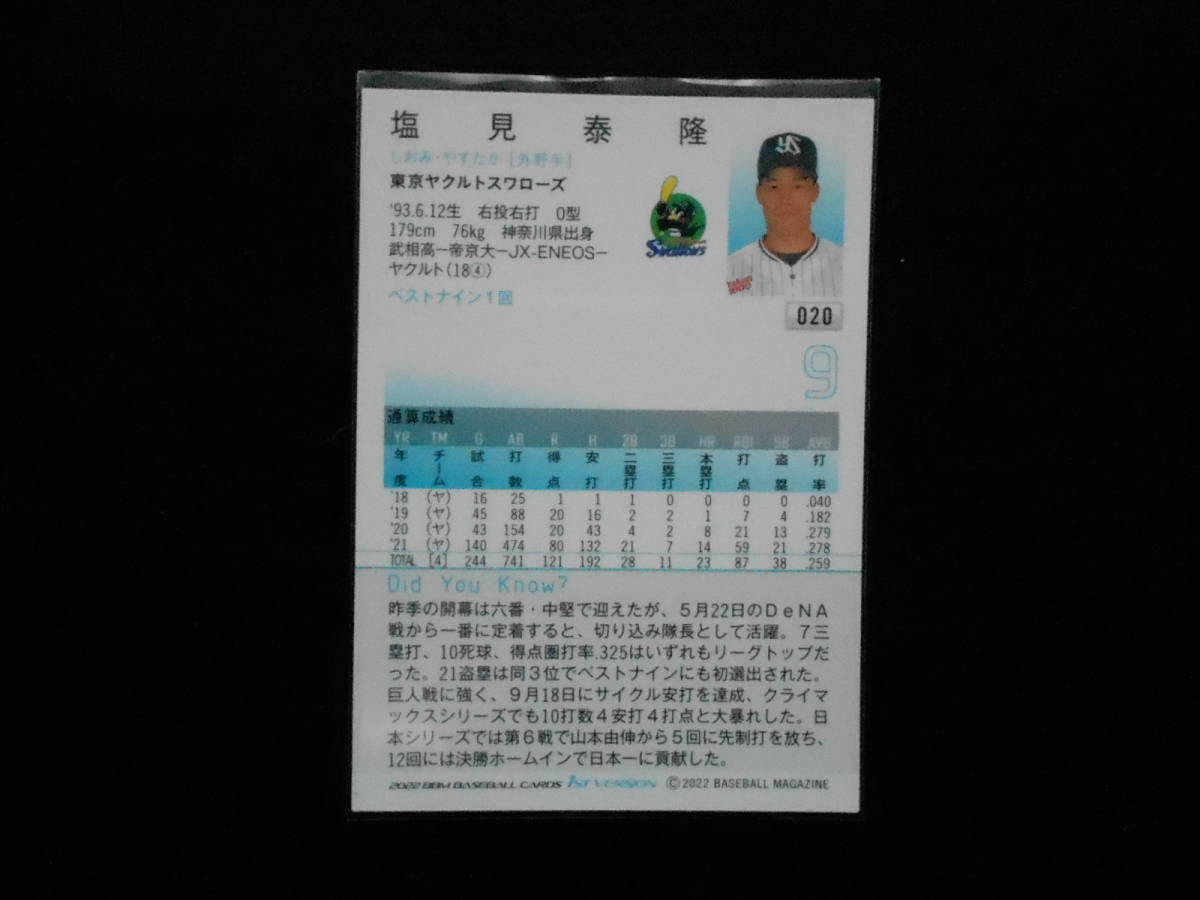 塩見泰隆
しおみ・やすたか［外野手］
東京ヤクルトスワローズ
'93.6.12生 右投右打 O型
179cm 76kg 神奈川県出身
武相高ー帝京大ーJX-ENEOSー
ヤクルト(18④)
ベストナイン1回
Swallows
Yakult
1000
020
9
通算成績
YR TM G AB R H 2B 3B HR RBI SB AVG
年度 チーム 試合 打数 得点 安打 二塁打 三塁打 本塁打 打点 盗塁 打率
'18 (ヤ) 16 25 1 1 1 0 0 0 0 .040
'19 (ヤ) 45 88 20 16 2 2 1 7 4 .182
'20 (ヤ) 43 154 20 43 4 2 8 21 13 .279
'21 (ヤ) 140 474 80 132 21 7 14 59 21 .278
TOTAL [4] 244 741 121 192 28 11 23 87 38 .259
Did You Know?
昨季の開幕は六番・中堅で迎えたが、5月22日のDeNA
戦から一番に定着すると、切り込み隊長として活躍。7三
塁打、10死球、得点圏打率.325はいずれもリーグトップだ
った。21盗塁は同3位でベストナインにも初選出された。
巨人戦に強く、9月18日にサイクル安打を達成、クライマ
ックスシリーズでも10打数4安打4打点と大暴れした。日
本シリーズでは第6戦で山本由伸から5回に先制打を放ち、
12回には決勝ホームインで日本一に貢献した。
2022 BBM BASEBALL CARDS 1ST VERSION ©2022 BASEBALL MAGAZINE